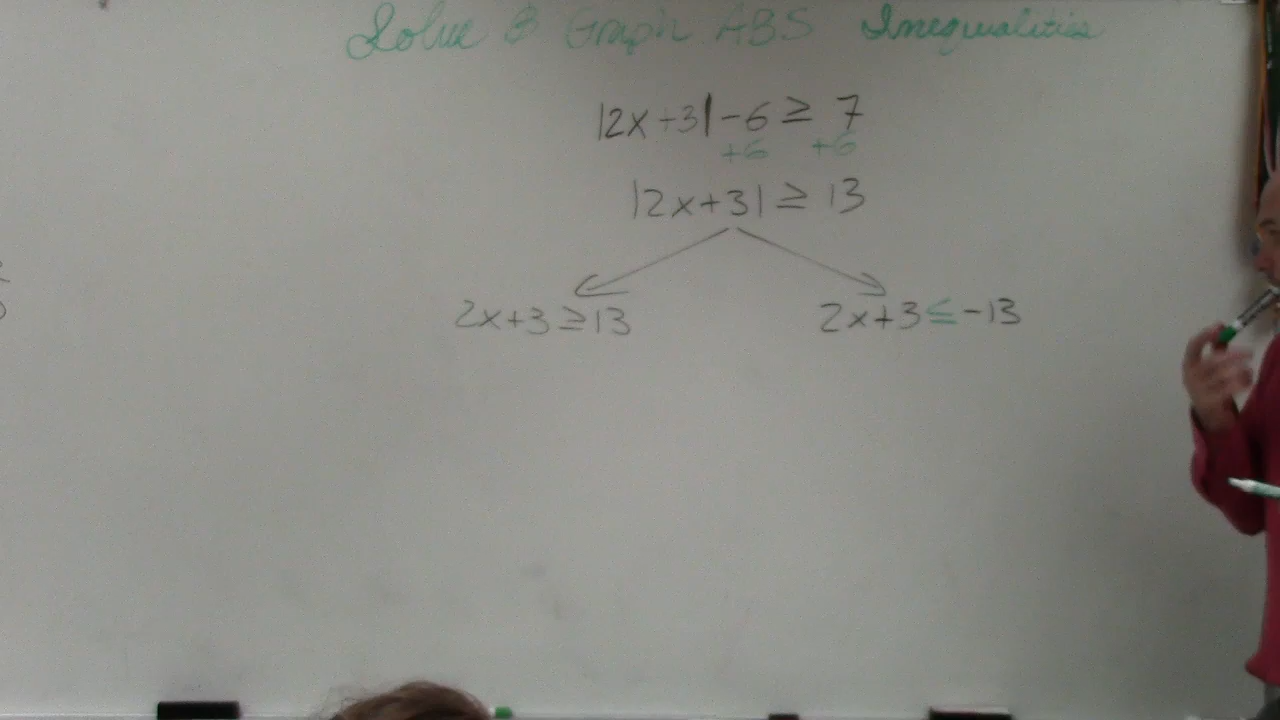 Solve & Graph ABS Inequalities
|2x+3|-6 ≥ 7
+6 +6
|2x+3| ≥ 13
2x+3 ≥ 13 2x+3 ≤ -13